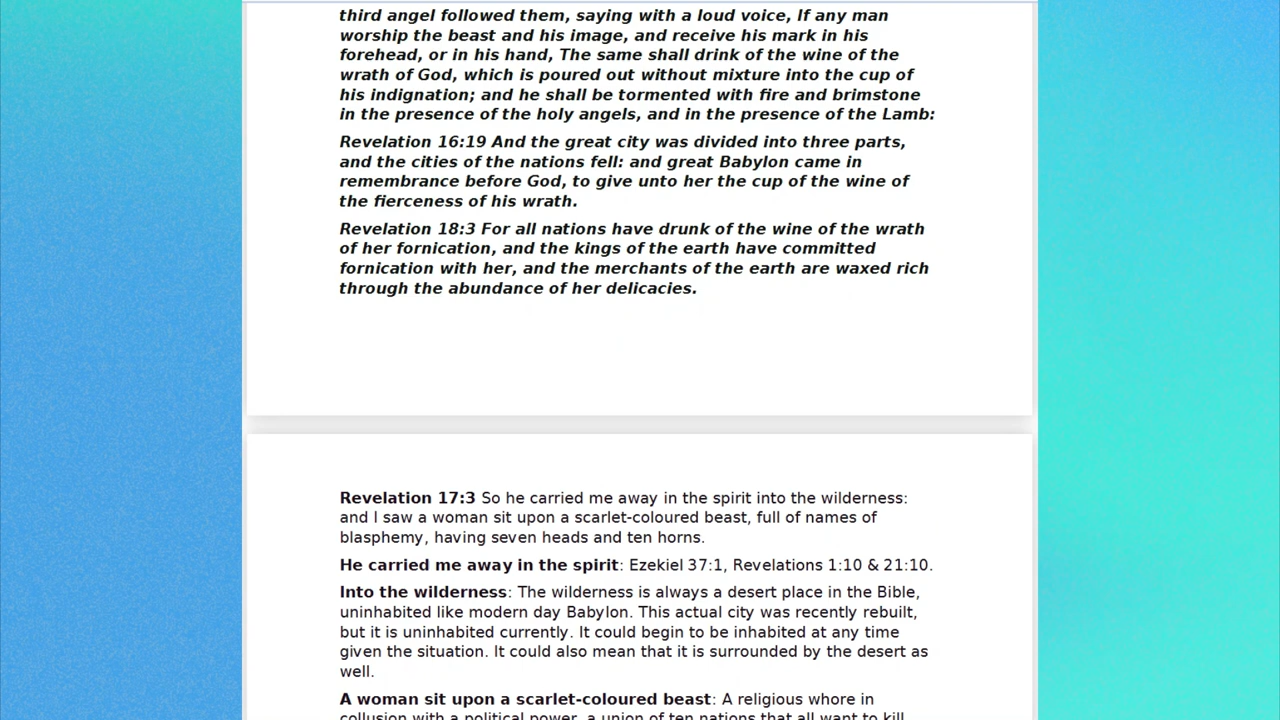 third angel followed them, saying with a loud voice, If any man
worship the beast and his image, and receive his mark in his
forehead, or in his hand, The same shall drink of the wine of the
wrath of God, which is poured out without mixture into the cup of
his indignation; and he shall be tormented with fire and brimstone
in the presence of the holy angels, and in the presence of the Lamb:
Revelation 16:19 And the great city was divided into three parts,
and the cities of the nations fell: and great Babylon came in
remembrance before God, to give unto her the cup of the wine of
the fierceness of his wrath.
Revelation 18:3 For all nations have drunk of the wine of the wrath
of her fornication, and the kings of the earth have committed
fornication with her, and the merchants of the earth are waxed rich
through the abundance of her delicacies.
Revelation 17:3 So he carried me away in the spirit into the wilderness:
and I saw a woman sit upon a scarlet-coloured beast, full of names of
blasphemy, having seven heads and ten horns.
He carried me away in the spirit: Ezekiel 37:1, Revelations 1:10 & 21:10.
Into the wilderness: The wilderness is always a desert place in the Bible,
uninhabited like modern day Babylon. This actual city was recently rebuilt,
but it is uninhabited currently. It could begin to be inhabited at any time
given the situation. It could also mean that it is surrounded by the desert as
well.
A woman sit upon a scarlet-coloured beast: A religious whore in
collusion with a political power, a union of ten nations that all want to kill